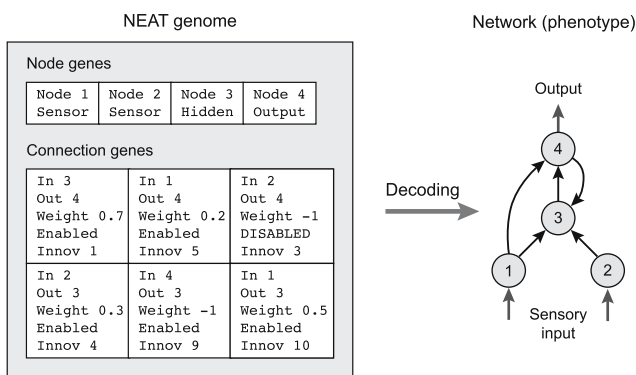 NEAT genome
Node genes
Node 1 Node 2 Node 3 Node 4
Sensor Sensor Hidden Output
Connection genes
In 3 In 1 In 2
Out 4 Out 4 Out 4
Weight 0.7 Weight 0.2 Weight -1
Enabled Enabled DISABLED
Innov 1 Innov 5 Innov 3
In 2 In 4 In 1
Out 3 Out 3 Out 3
Weight 0.3 Weight -1 Weight 0.5
Enabled Enabled Enabled
Innov 4 Innov 9 Innov 10
Decoding
Network (phenotype)
Output
4
3
1 2
Sensory
input